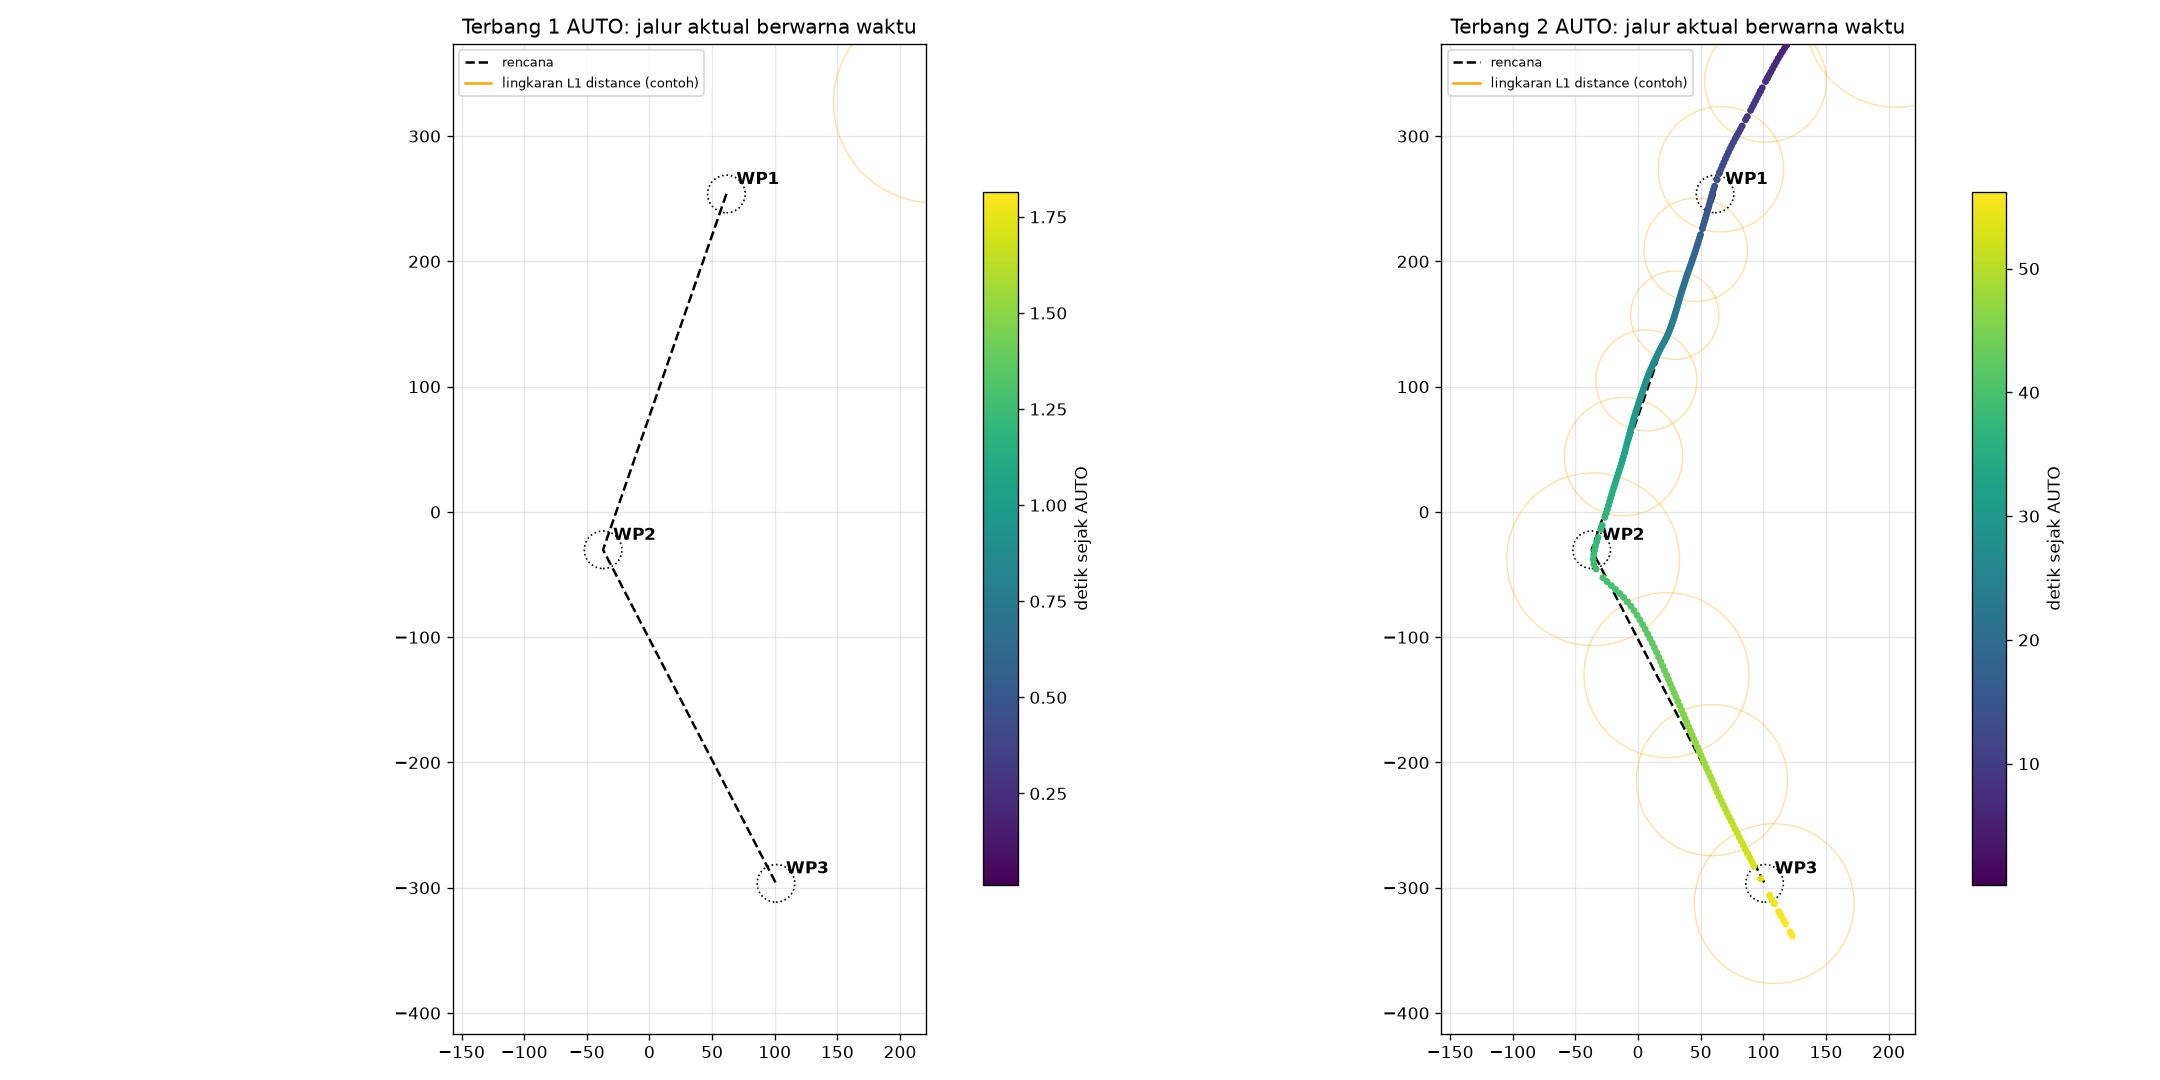 Terbang 1 AUTO: jalur aktual berwarna waktu
rencana
lingkaran L1 distance (contoh)
WP1
WP2
WP3
300
200
100
0
−100
−200
−300
−400
−150 −100 −50 0 50 100 150 200
1.75
1.50
1.25
1.00
0.75
0.50
0.25
detik sejak AUTO
Terbang 2 AUTO: jalur aktual berwarna waktu
rencana
lingkaran L1 distance (contoh)
WP1
WP2
WP3
300
200
100
0
−100
−200
−300
−400
−150 −100 −50 0 50 100 150 200
50
40
30
20
10
detik sejak AUTO